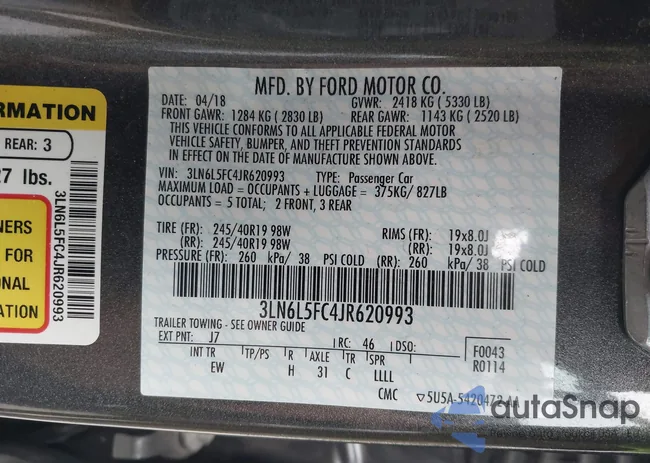 ORMATION
REAR: 3
27 lbs.
NERS
FOR
ONAL
ATION
3LN6L5FC4JR620993
MFD. BY FORD MOTOR CO.
DATE: 04/18 GVWR: 2418 KG ( 5330 LB)
FRONT GAWR: 1284 KG ( 2830 LB) REAR GAWR: 1143 KG ( 2520 LB)
THIS VEHICLE CONFORMS TO ALL APPLICABLE FEDERAL MOTOR
VEHICLE SAFETY, BUMPER, AND THEFT PREVENTION STANDARDS
IN EFFECT ON THE DATE OF MANUFACTURE SHOWN ABOVE.
VIN: 3LN6L5FC4JR620993 TYPE: Passenger Car
MAXIMUM LOAD = OCCUPANTS + LUGGAGE = 375KG/ 827LB
OCCUPANTS = 5 TOTAL; 2 FRONT, 3 REAR
TIRE (FR): 245/40R19 98W RIMS (FR): 19x8.0J
(RR): 245/40R19 98W (RR): 19x8.0J
PRESSURE (FR): 260 kPa/ 38 PSI COLD (RR) 260 kPa/ 38 PSI COLD
3LN6L5FC4JR620993
TRAILER TOWING - SEE OWNER GUIDE
EXT PNT: J7 RC: 46 DSO: F0043
INT TR TP/PS R AXLE TR SPR R0114
EW H 31 C LLLL
CMC ▽5U5A-5420472-AA
autoSnap